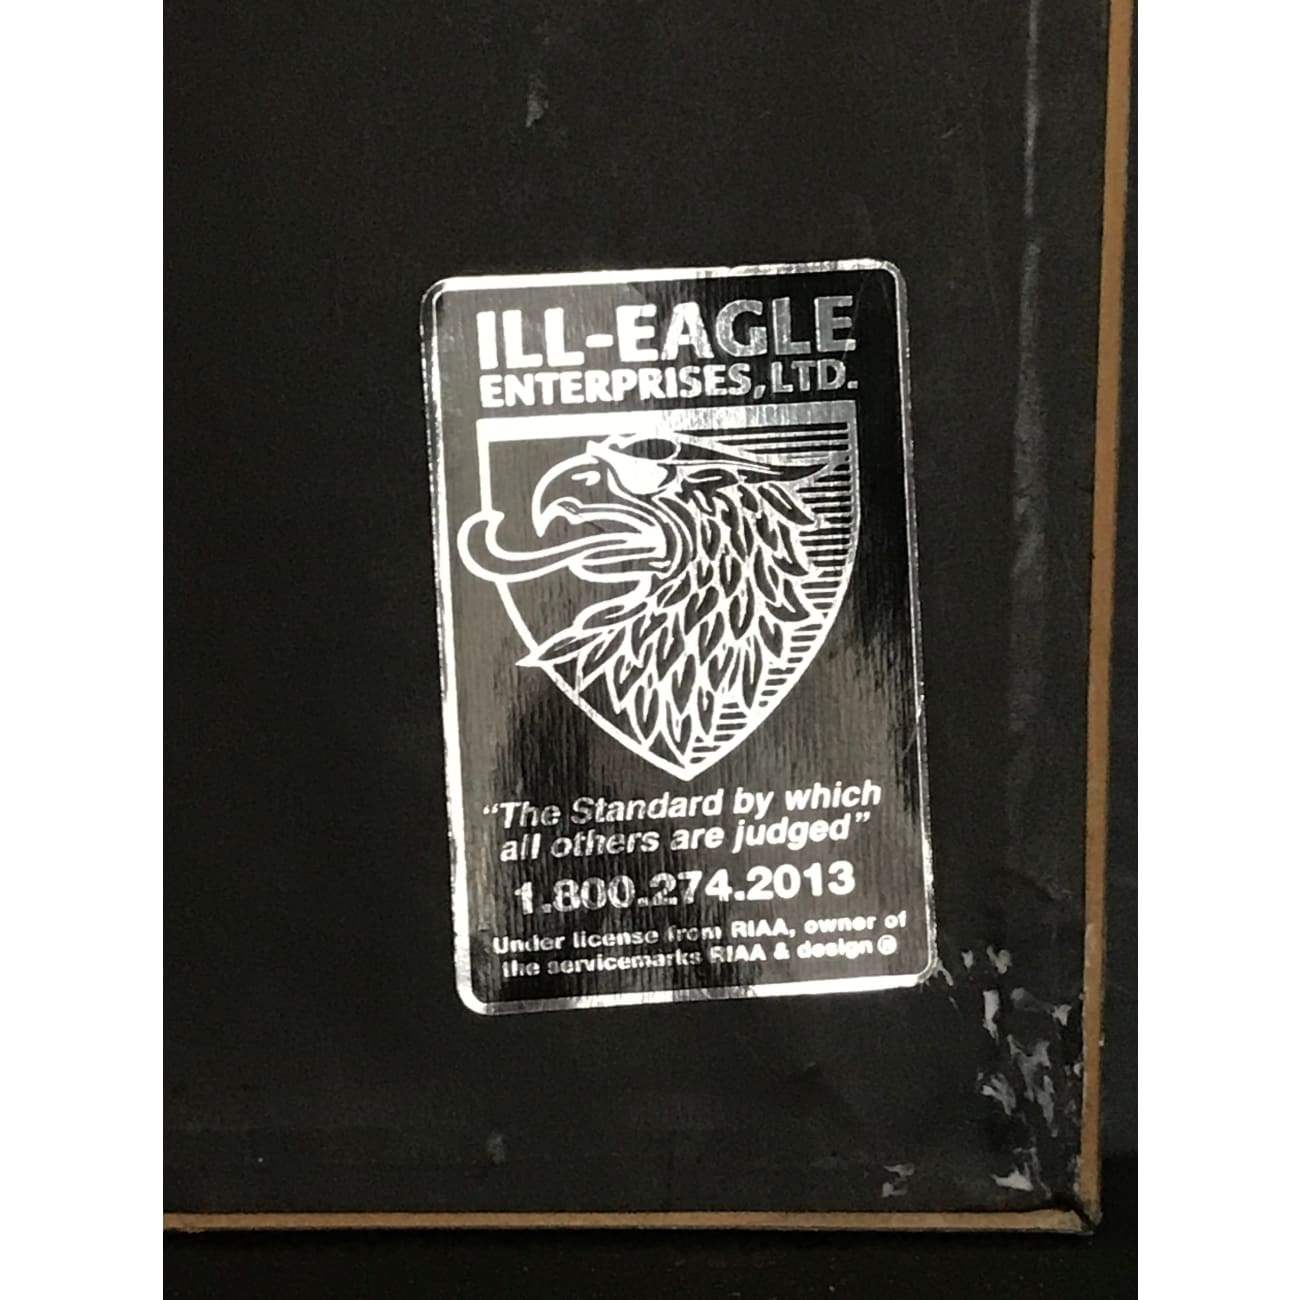 ILL-EAGLE
ENTERPRISES, LTD.
"The Standard by which
all others are judged"
1.800.274.2013
Under license from RIAA, owner of
the servicemarks RIAA & design ®